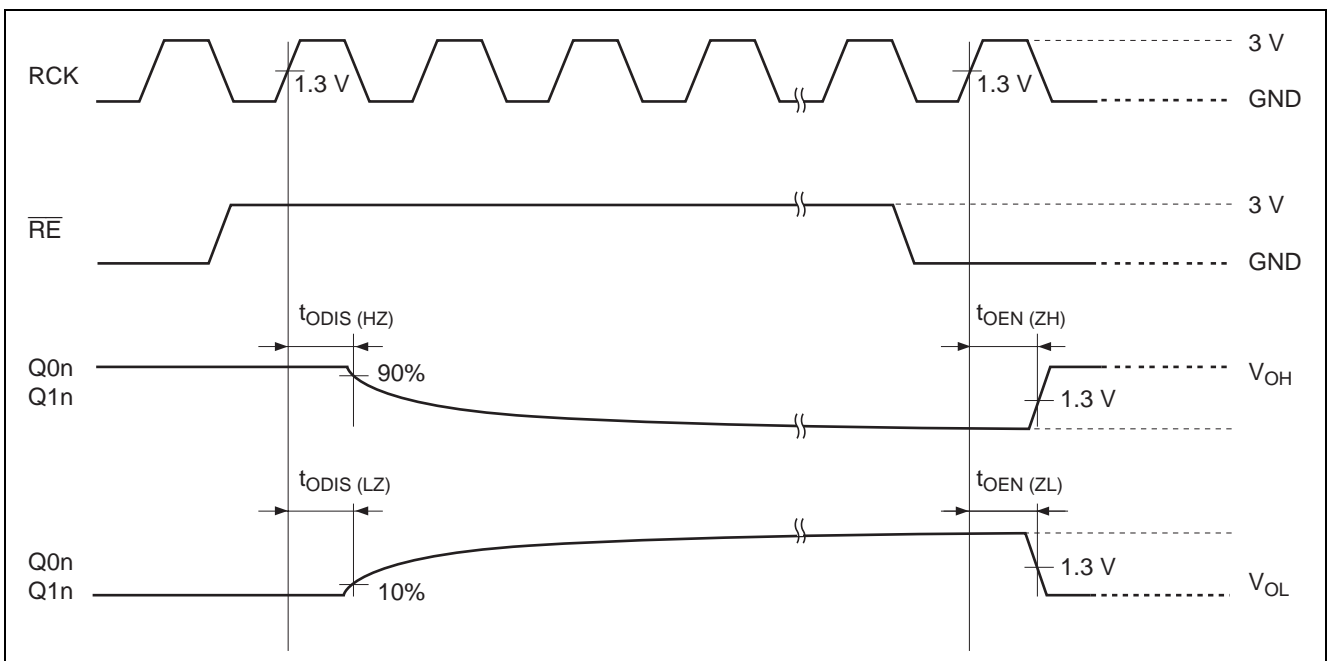 RCK 1.3 V 1.3 V 3 V
GND
R̅E̅ 3 V
GND
tODIS (HZ) tOEN (ZH)
Q0n 90% VOH
Q1n 1.3 V
tODIS (LZ) tOEN (ZL)
Q0n 1.3 V
Q1n 10% VOL